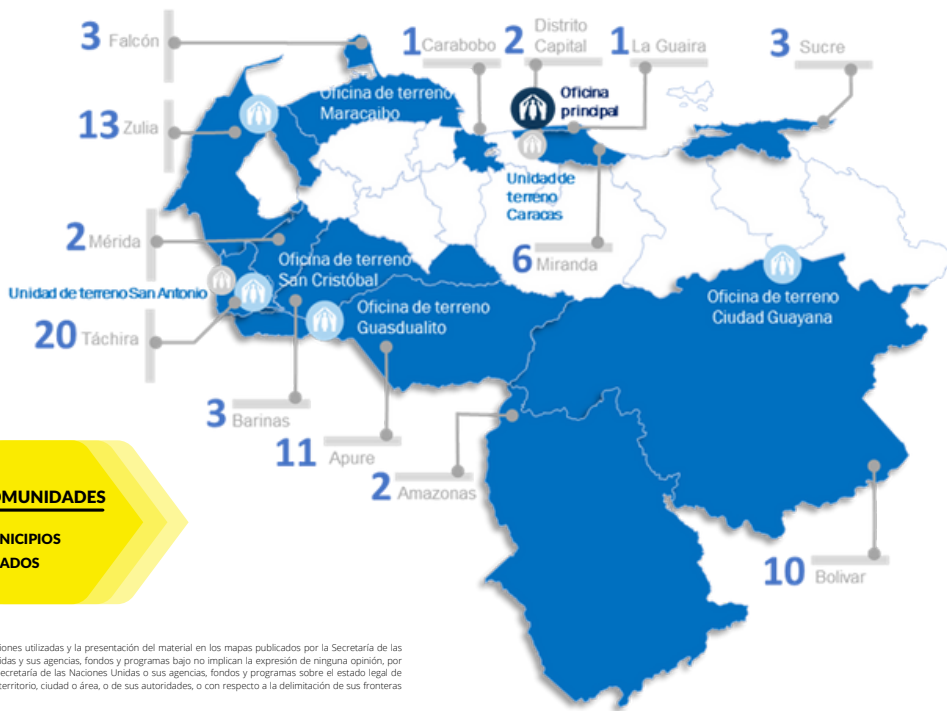 3 Falcón
1 Carabobo
2 Distrito
Capital
1 La Guaira
3 Sucre
Oficina de terreno
Maracaibo
Oficina
principal
13 Zulia
Unidad de
terreno
Caracas
2 Mérida
6 Miranda
Oficina de terreno
San Cristóbal
Unidad de terreno San Antonio
Oficina de terreno
Guasdualito
Oficina de terreno
Ciudad Guayana
20 Táchira
3 Barinas
11 Apure
2 Amazonas
10 Bolivar
OMUNIDADES
NICIPIOS
ADOS
iones utilizadas y la presentación del material en los mapas publicados por la Secretaría de las
idas y sus agencias, fondos y programas bajo no implican la expresión de ninguna opinión, por
ecretaría de las Naciones Unidas o sus agencias, fondos y programas sobre el estado legal de
territorio, ciudad o área, o de sus autoridades, o con respecto a la delimitación de sus fronteras